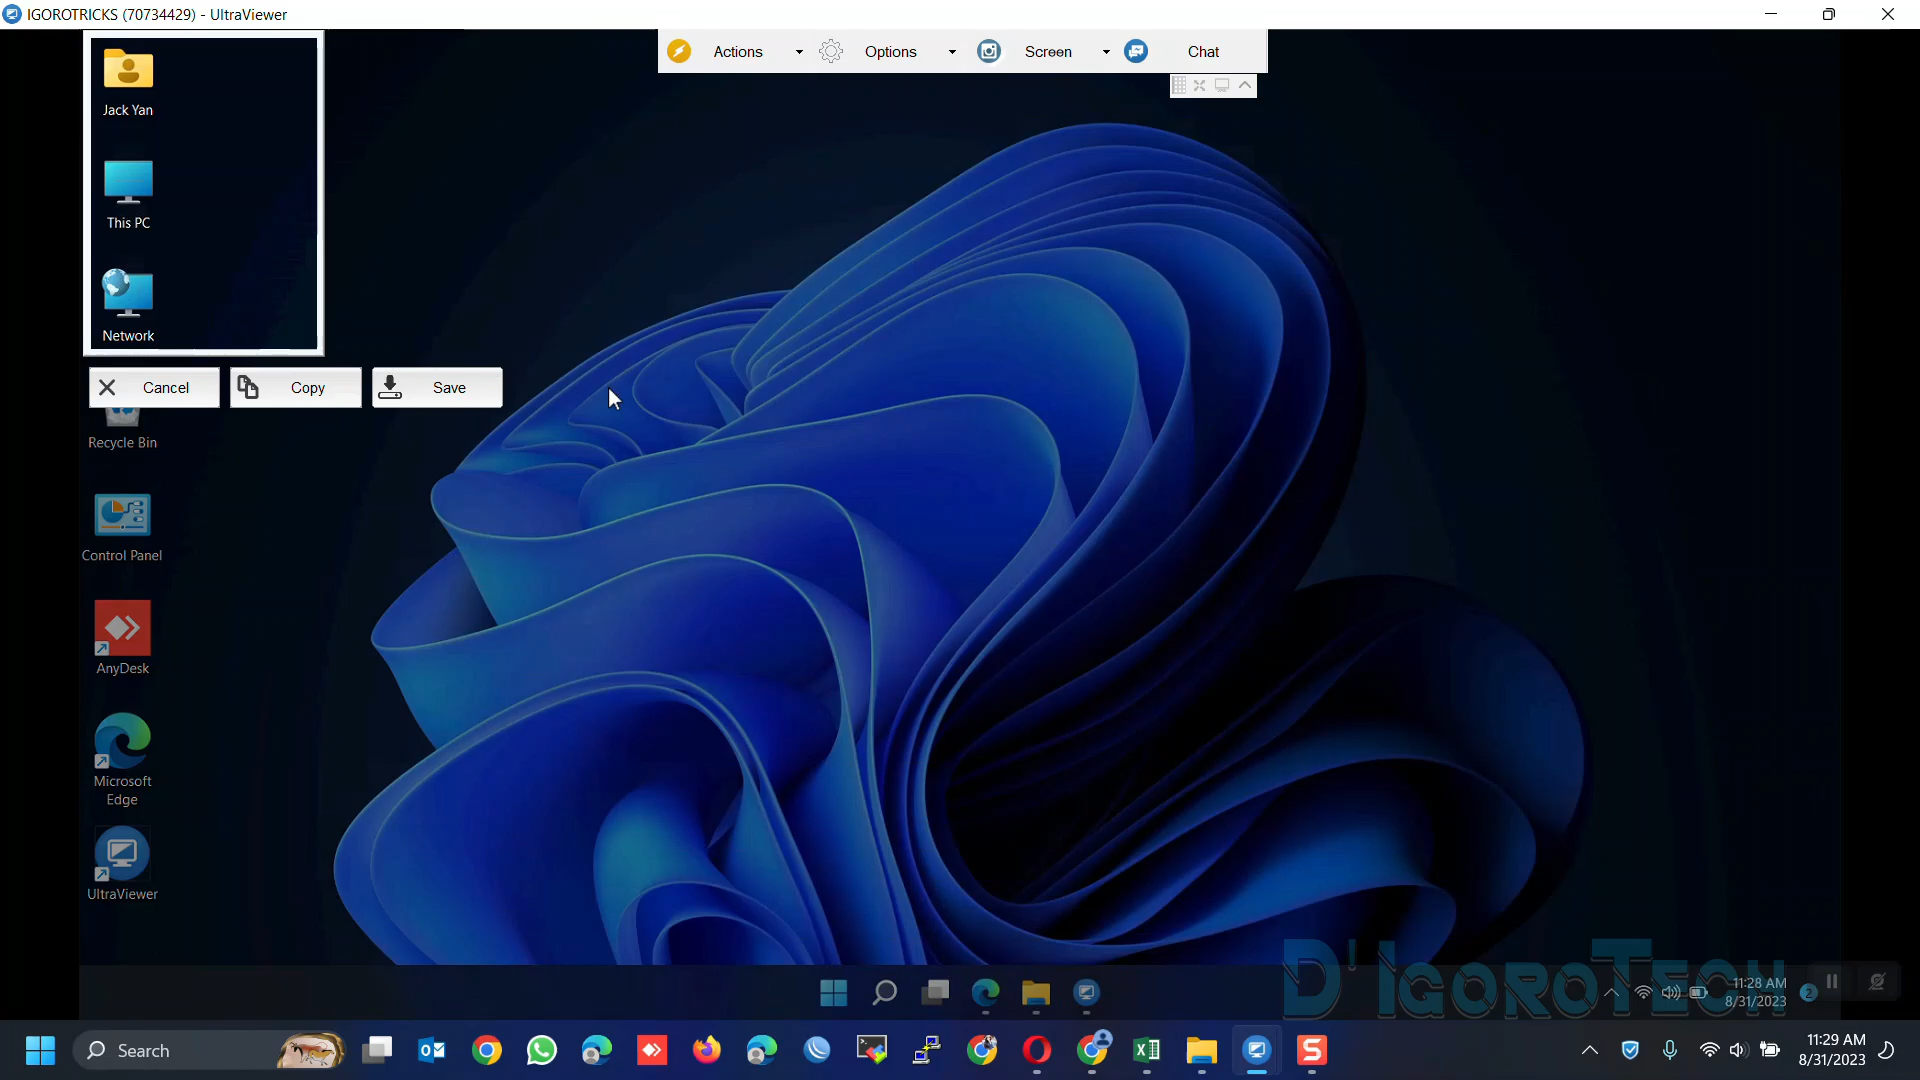 IGOROTRICKS (70734429) - UltraViewer
Actions
Options
Screen
Chat
Jack Yan
This PC
Network
Cancel
Copy
Save
Recycle Bin
Control Panel
AnyDesk
Microsoft
Edge
UltraViewer
D' IGOROTECH
11:28 AM
8/31/2023
2
Search
11:29 AM
8/31/2023